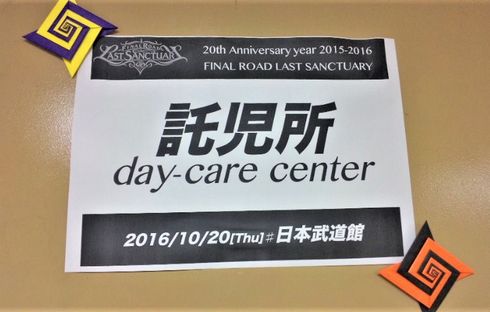 FINAL ROAD
LAST SANCTUARY
20th Anniversary year 2015-2016
FINAL ROAD LAST SANCTUARY
託児所
day-care center
2016/10/20[Thu]#日本武道館